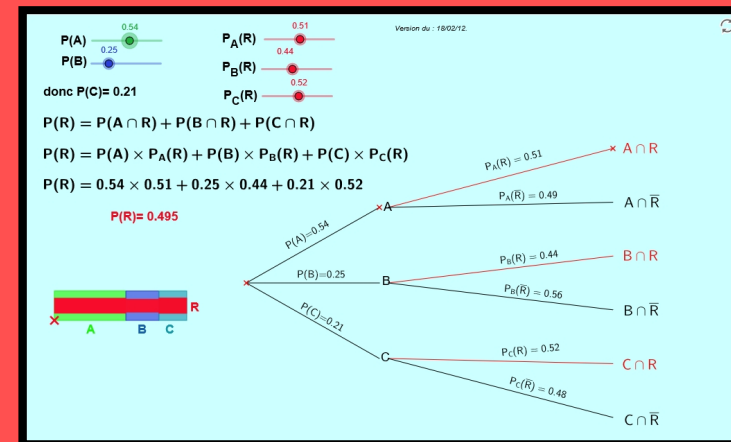 Version du : 18/02/12.
0.54
P(A)
0.25
P(B)
donc P(C)= 0.21
0.51
P_A(R)
0.44
P_B(R)
0.52
P_C(R)
P(R) = P(A ∩ R) + P(B ∩ R) + P(C ∩ R)
P(R) = P(A) × P_A(R) + P(B) × P_B(R) + P(C) × P_C(R)
P(R) = 0.54 × 0.51 + 0.25 × 0.44 + 0.21 × 0.52
P(R)= 0.495
R
A B C
P(A)=0.54
A
P_A(R) = 0.51
A ∩ R
P_A(R̅) = 0.49
A ∩ R̅
P(B)=0.25
B
P_B(R) = 0.44
B ∩ R
P_B(R̅) = 0.56
B ∩ R̅
P(C)=0.21
C
P_C(R) = 0.52
C ∩ R
P_C(R̅) = 0.48
C ∩ R̅